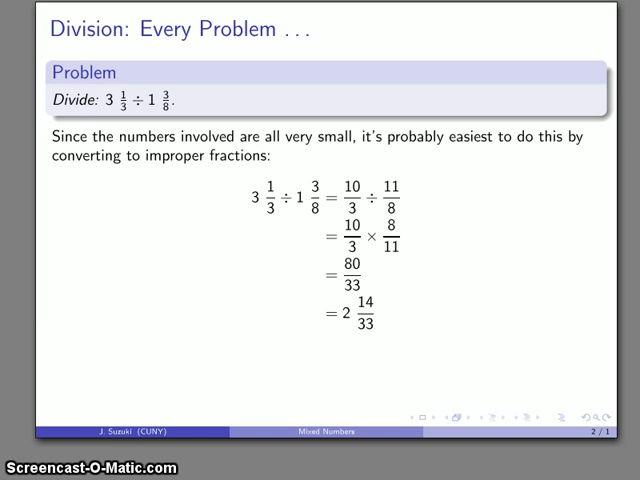 Division: Every Problem . . .
Problem
Divide: 3 1/3 ÷ 1 3/8.
Since the numbers involved are all very small, it's probably easiest to do this by
converting to improper fractions:
3 1/3 ÷ 1 3/8 = 10/3 ÷ 11/8
= 10/3 × 8/11
= 80/33
= 2 14/33
J. Suzuki (CUNY) Mixed Numbers 2 / 1
Screencast-O-Matic.com